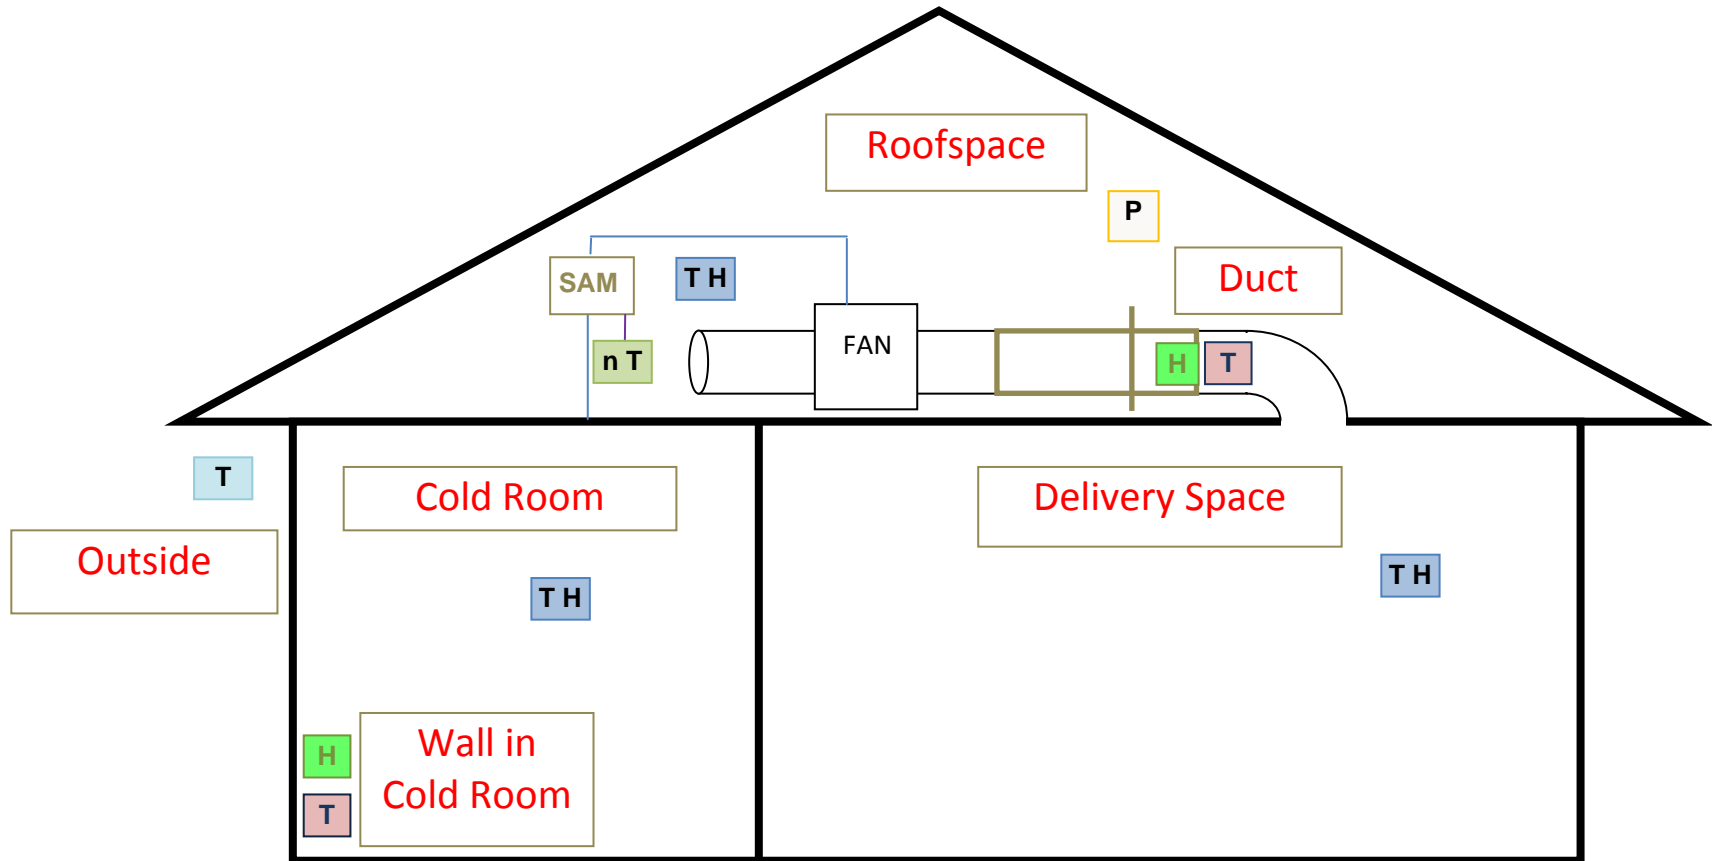 Roofspace
P
SAM
T H
Duct
FAN
n T
H
T
T
Cold Room
Delivery Space
Outside
T H
T H
H
Wall in
Cold Room
T